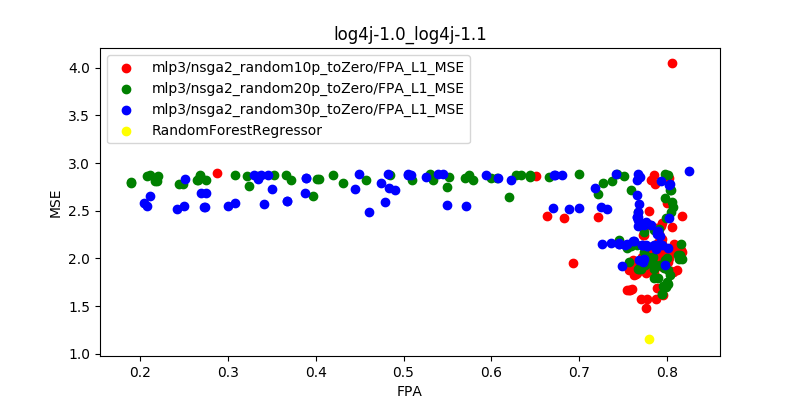 log4j-1.0_log4j-1.1
mlp3/nsga2_random10p_toZero/FPA_L1_MSE
mlp3/nsga2_random20p_toZero/FPA_L1_MSE
mlp3/nsga2_random30p_toZero/FPA_L1_MSE
RandomForestRegressor
MSE
4.0
3.5
3.0
2.5
2.0
1.5
1.0
0.2 0.3 0.4 0.5 0.6 0.7 0.8
FPA